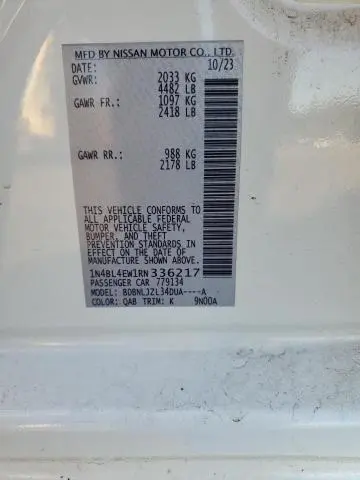 MFD BY NISSAN MOTOR CO., LTD.
DATE: 10/23
GVWR: 2033 KG
4482 LB
GAWR FR.: 1097 KG
2418 LB
GAWR RR.: 988 KG
2178 LB
THIS VEHICLE CONFORMS TO
ALL APPLICABLE FEDERAL
MOTOR VEHICLE SAFETY,
BUMPER, AND THEFT PREVENTION
STANDARDS IN EFFECT ON
THE DATE OF MANUFACTURE
SHOWN ABOVE
1N4BL4EW1RN336217
PASSENGER CAR 779134
MODEL: BDBNLJZL34DUA----A
COLOR: QAB TRIM: K 9N00A